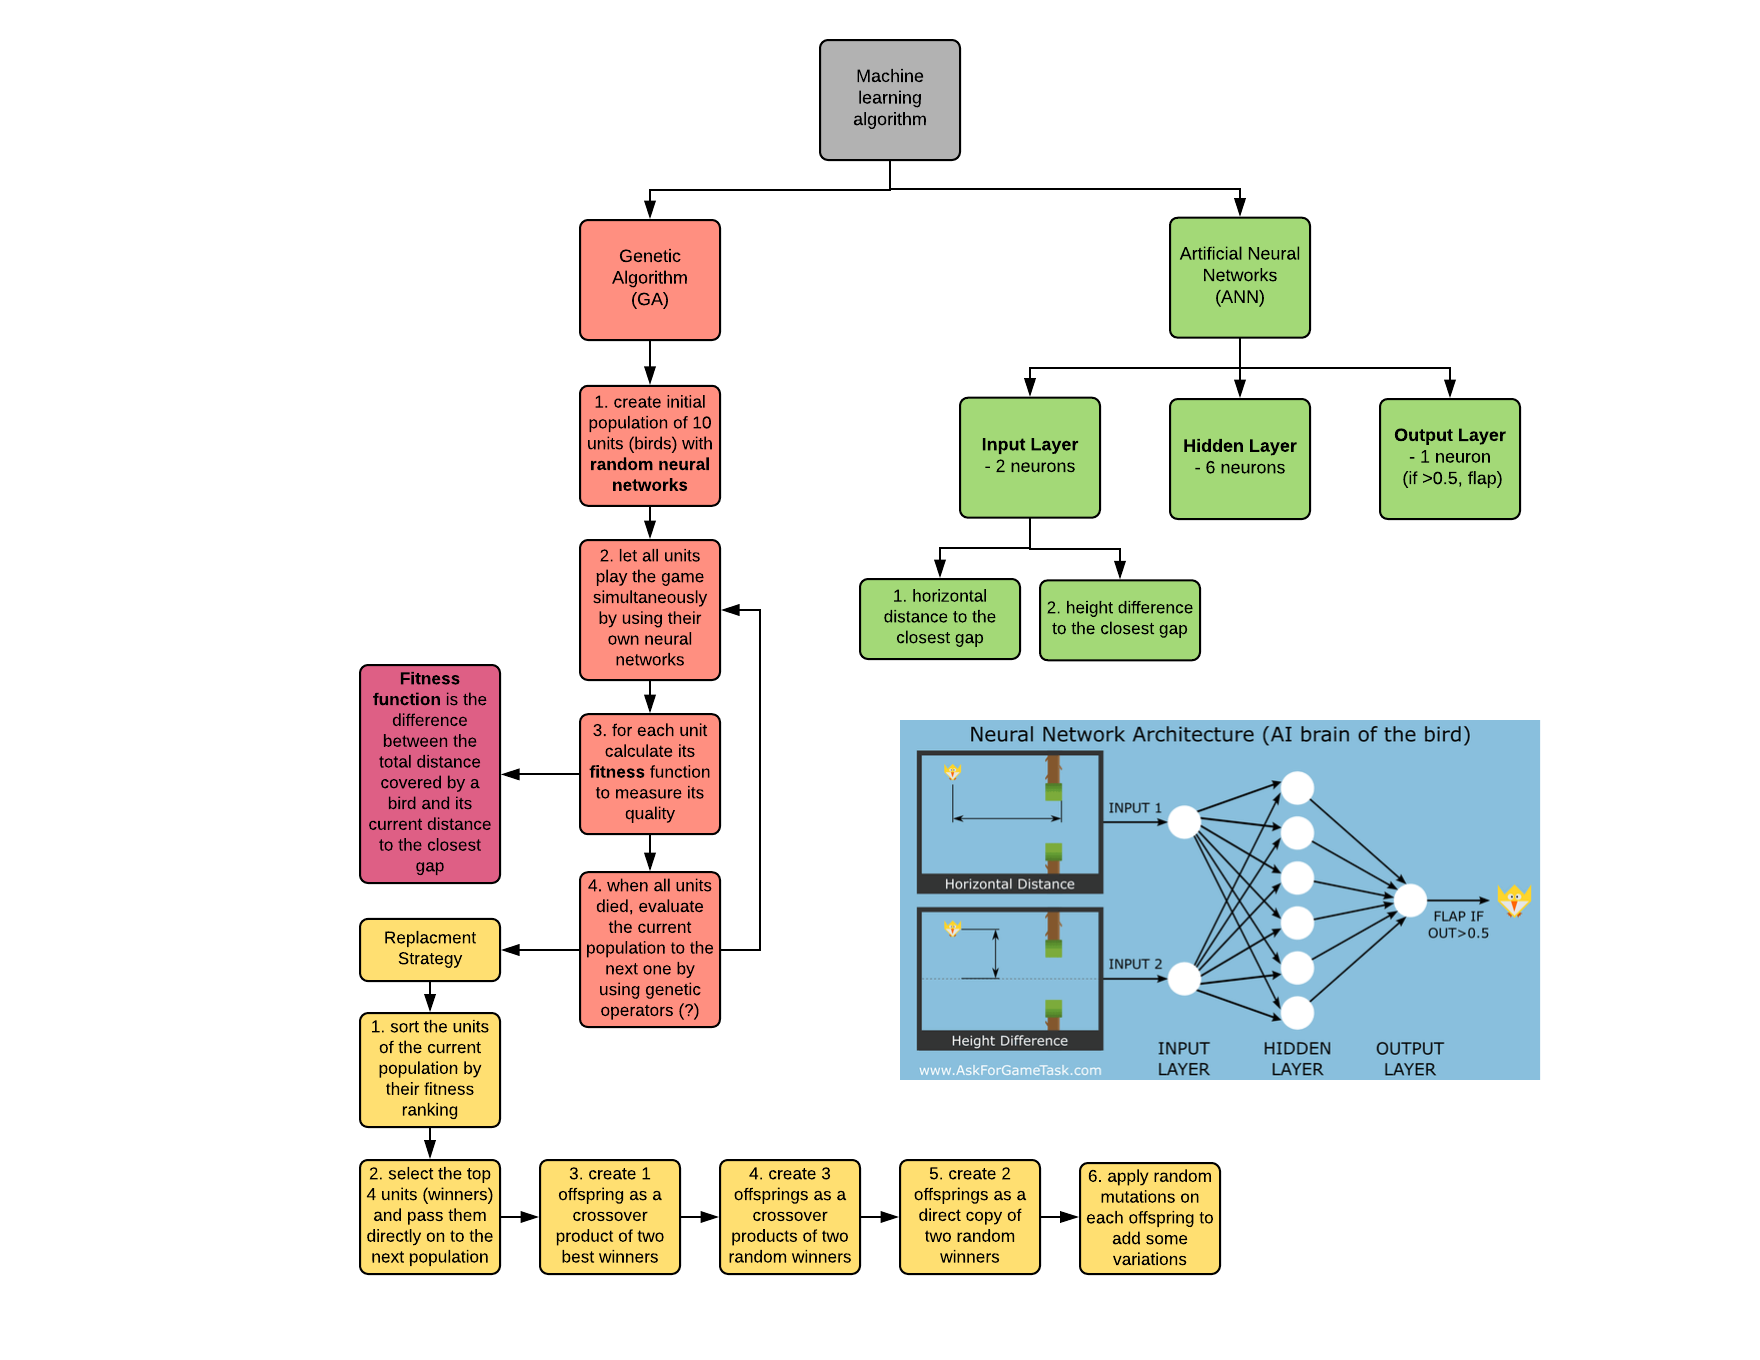 Machine
learning
algorithm
Genetic
Algorithm
(GA)
Artificial Neural
Networks
(ANN)
1. create initial
population of 10
units (birds) with
random neural
networks
2. let all units
play the game
simultaneously
by using their
own neural
networks
3. for each unit
calculate its
fitness function
to measure its
quality
4. when all units
died, evaluate
the current
population to the
next one by
using genetic
operators (?)
Fitness
function is the
difference
between the
total distance
covered by a
bird and its
current distance
to the closest
gap
Replacment
Strategy
1. sort the units
of the current
population by
their fitness
ranking
2. select the top
4 units (winners)
and pass them
directly on to the
next population
3. create 1
offspring as a
crossover
product of two
best winners
4. create 3
offsprings as a
crossover
products of two
random winners
5. create 2
offsprings as a
direct copy of
two random
winners
6. apply random
mutations on
each offspring to
add some
variations
Input Layer
- 2 neurons
Hidden Layer
- 6 neurons
Output Layer
- 1 neuron
(if >0.5, flap)
1. horizontal
distance to the
closest gap
2. height difference
to the closest gap
Neural Network Architecture (AI brain of the bird)
INPUT 1
Horizontal Distance
INPUT 2
Height Difference
FLAP IF
OUT>0.5
INPUT
LAYER
HIDDEN
LAYER
OUTPUT
LAYER
www.AskForGameTask.com